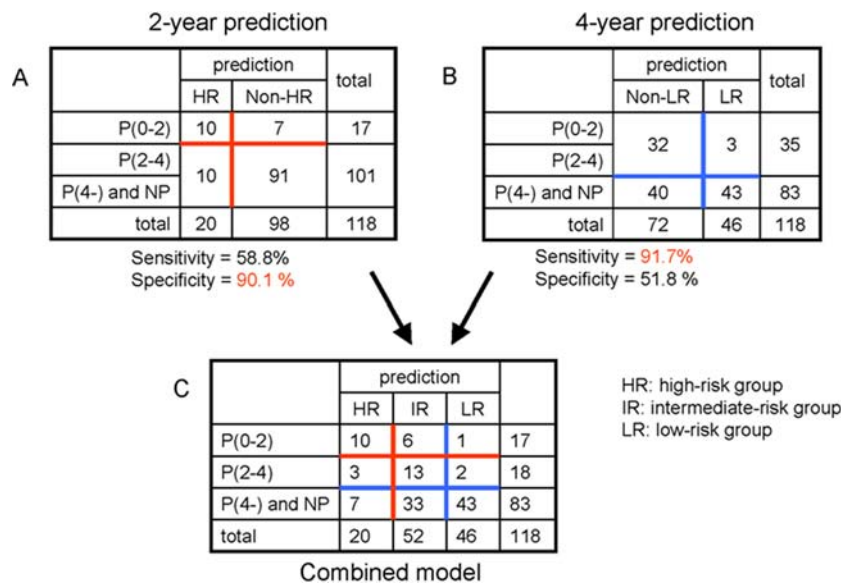 2-year prediction
A
prediction
total
HR Non-HR
P(0-2) 10 7 17
P(2-4)
10 91 101
P(4-) and NP
total 20 98 118
Sensitivity = 58.8%
Specificity = 90.1 %
4-year prediction
B
prediction
total
Non-LR LR
P(0-2)
32 3 35
P(2-4)
P(4-) and NP 40 43 83
total 72 46 118
Sensitivity = 91.7%
Specificity = 51.8 %
C
prediction
HR IR LR
P(0-2) 10 6 1 17
P(2-4) 3 13 2 18
P(4-) and NP 7 33 43 83
total 20 52 46 118
Combined model
HR: high-risk group
IR: intermediate-risk group
LR: low-risk group